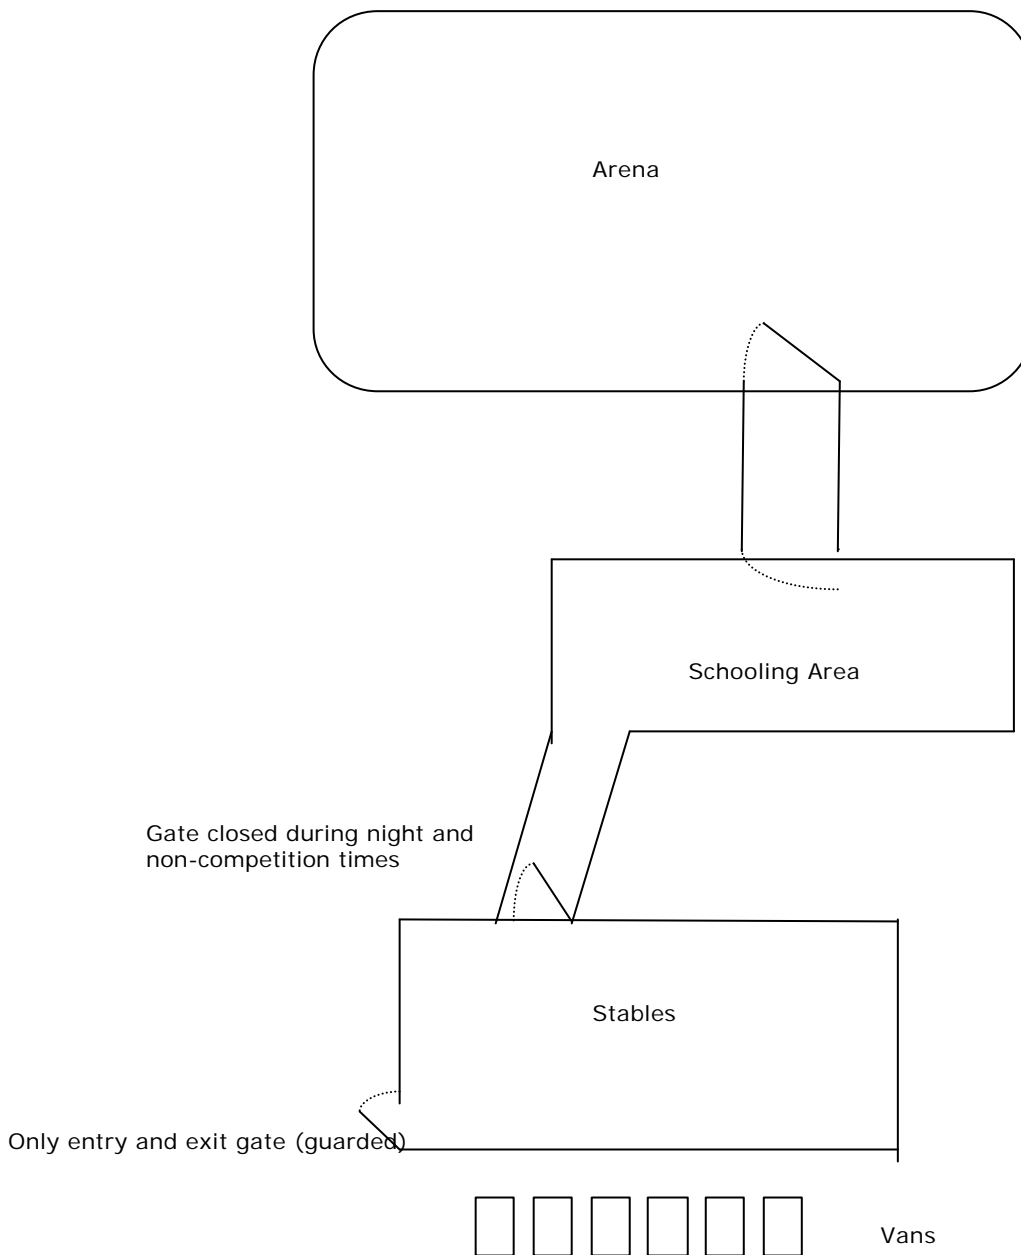 Arena
Schooling Area
Gate closed during night and
non-competition times
Stables
Only entry and exit gate (guarded)
Vans